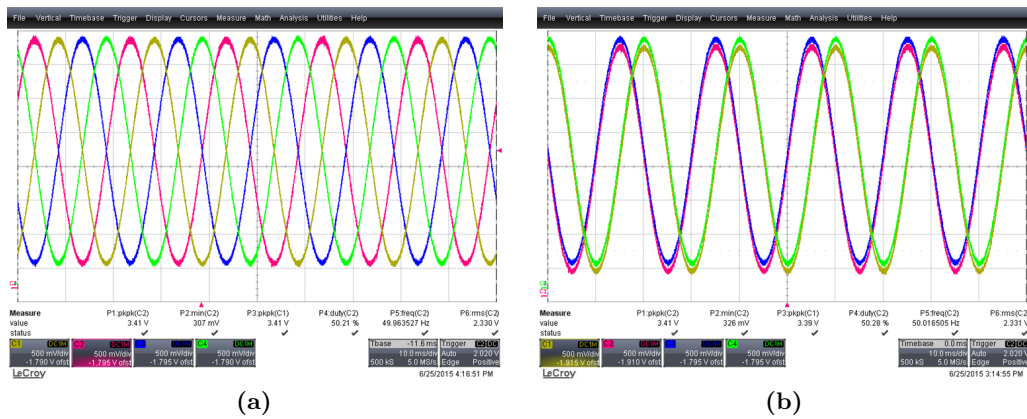 File Vertical Timebase Trigger Display Cursors Measure Math Analysis Utilities Help
Measure P1:pkpk(C2) P2:min(C2) P3:pkpk(C1) P4:duty(C2) P5:freq(C2) P6:rms(C2)
value 3.41 V 307 mV 3.41 V 50.21 % 49.963527 Hz 2.330 V
status
C1 DC1M C2 DC1M C4 DC1M
500 mV/div 500 mV/div 500 mV/div 500 mV/div
-1.790 V ofst -1.795 V ofst -1.795 V ofst -1.790 V ofst
Tbase -11.6 ms Trigger C2 DC
10.0 ms/div Auto 2.020 V
500 kS 5.0 MS/s Edge Positive
LeCroy
6/25/2015 4:16:51 PM
(a)
File Vertical Timebase Trigger Display Cursors Measure Math Analysis Utilities Help
Measure P1:pkpk(C2) P2:min(C2) P3:pkpk(C1) P4:duty(C2) P5:freq(C2) P6:rms(C2)
value 3.41 V 326 mV 3.39 V 50.28 % 50.016505 Hz 2.331 V
status
C1 DC1M C2 DC1M C4 DC1M
500 mV/div 500 mV/div 500 mV/div 500 mV/div
-1.915 V ofst -1.910 V ofst -1.795 V ofst -1.795 V ofst
Timebase 0.0 ms Trigger C2 DC
10.0 ms/div Auto 2.020 V
500 kS 5.0 MS/s Edge Positive
LeCroy
6/25/2015 3:14:55 PM
(b)